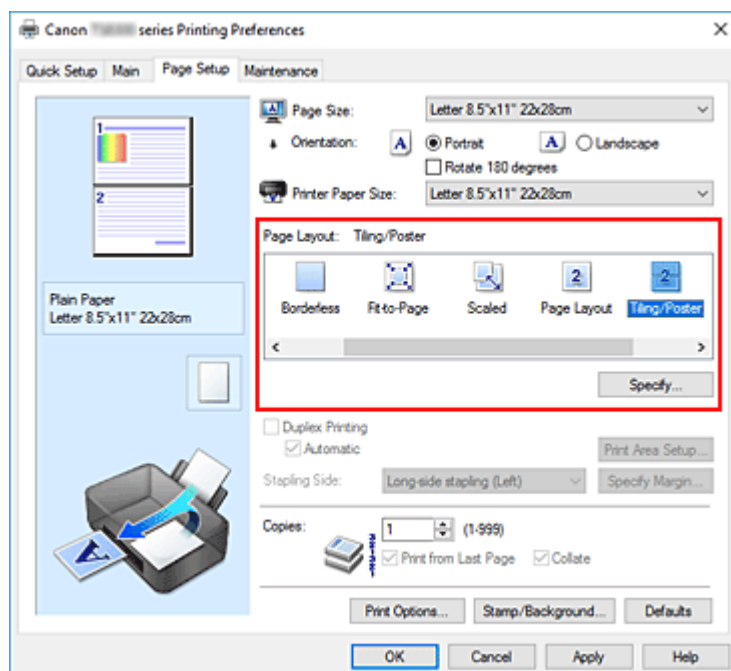 Canon series Printing Preferences
Quick Setup Main Page Setup Maintenance
1
2
Plain Paper
Letter 8.5"x11" 22x28cm
Page Size: Letter 8.5"x11" 22x28cm
Orientation: A Portrait A Landscape
Rotate 180 degrees
Printer Paper Size: Letter 8.5"x11" 22x28cm
Page Layout: Tiling/Poster
2 2
Borderless Fit-to-Page Scaled Page Layout Tiling/Poster
Specify...
Duplex Printing
Automatic Print Area Setup...
Stapling Side: Long-side stapling (Left) Specify Margin...
Copies: 1 (1-999)
Print from Last Page Collate
A
Print Options... Stamp/Background... Defaults
OK Cancel Apply Help